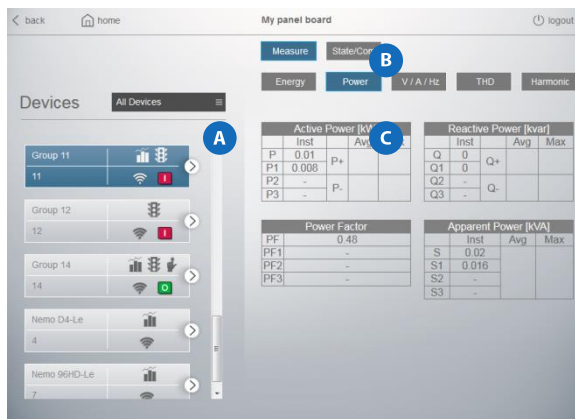 back home My panel board logout
Measure State/Con
B
Energy Power V / A / Hz THD Harmonic
Devices All Devices
A C
Active Power [kW
Inst Avg
P 0.01 P+
P1 0.008
P2 - P-
P3 -
Reactive Power [kvar]
Inst Avg Max
Q 0 Q+
Q1 0
Q2 - Q-
Q3 -
Group 11
11 I
Group 12
12 I
Group 14
14 O
Nemo D4-Le
4
Nemo 96HD-Le
7
Power Factor
PF 0.48
PF1 -
PF2 -
PF3 -
Apparent Power [kVA]
Inst Avg Max
S 0.02
S1 0.016
S2 -
S3 -